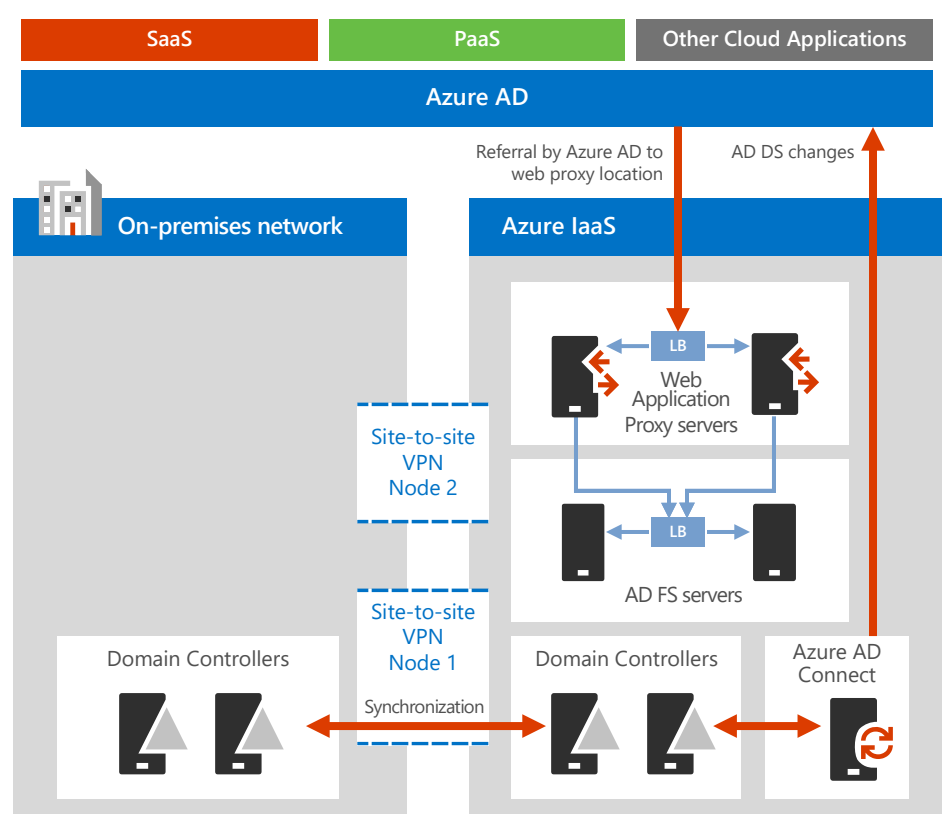 SaaS
PaaS
Other Cloud Applications
Azure AD
Referral by Azure AD to
web proxy location
AD DS changes
On-premises network
Azure IaaS
LB
Web
Application
Proxy servers
Site-to-site
VPN
Node 2
LB
AD FS servers
Site-to-site
VPN
Node 1
Domain Controllers
Synchronization
Domain Controllers
Azure AD
Connect